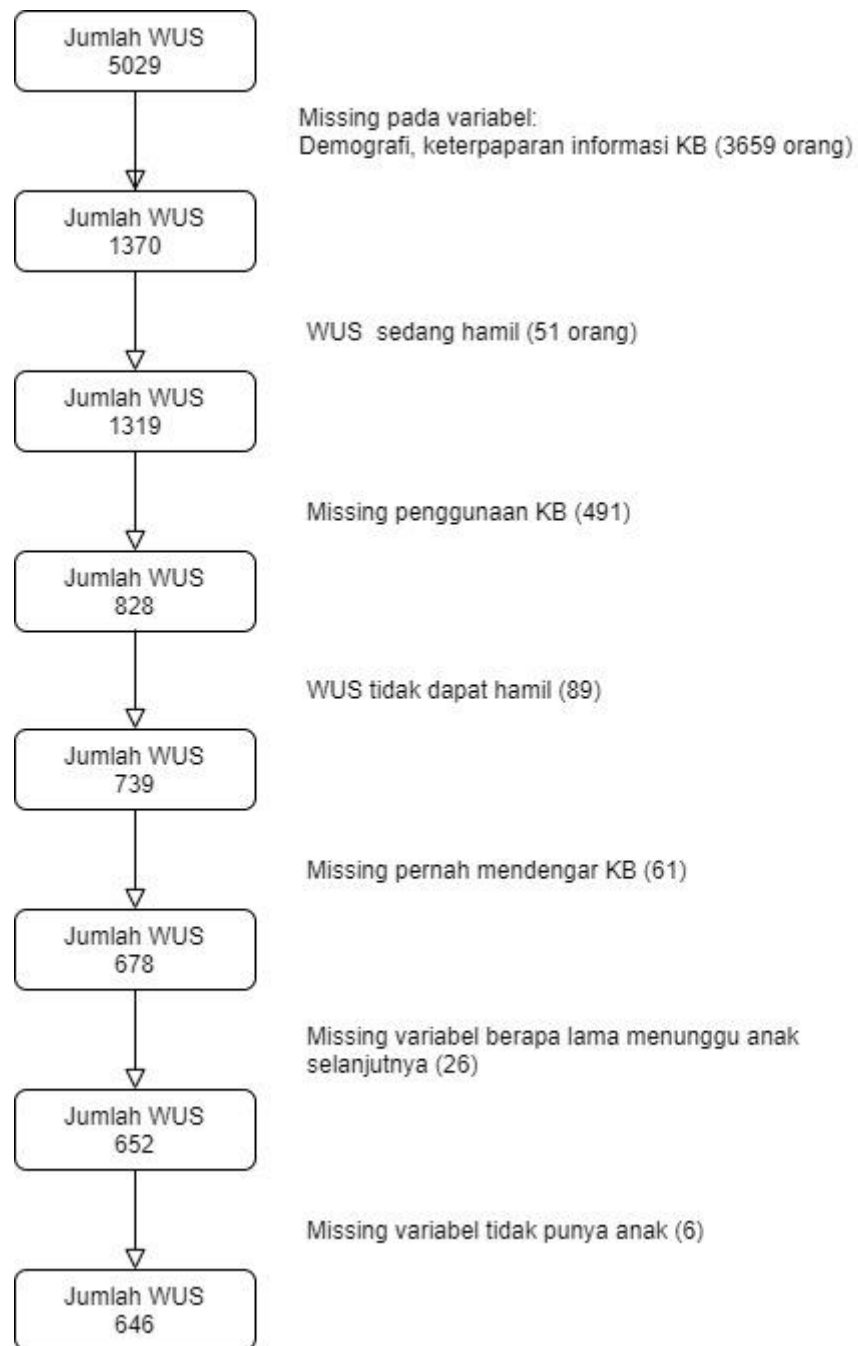 Jumlah WUS
5029
Missing pada variabel:
Demografi, keterpaparan informasi KB (3659 orang)
Jumlah WUS
1370
WUS sedang hamil (51 orang)
Jumlah WUS
1319
Missing penggunaan KB (491)
Jumlah WUS
828
WUS tidak dapat hamil (89)
Jumlah WUS
739
Missing pernah mendengar KB (61)
Jumlah WUS
678
Missing variabel berapa lama menunggu anak
selanjutnya (26)
Jumlah WUS
652
Missing variabel tidak punya anak (6)
Jumlah WUS
646